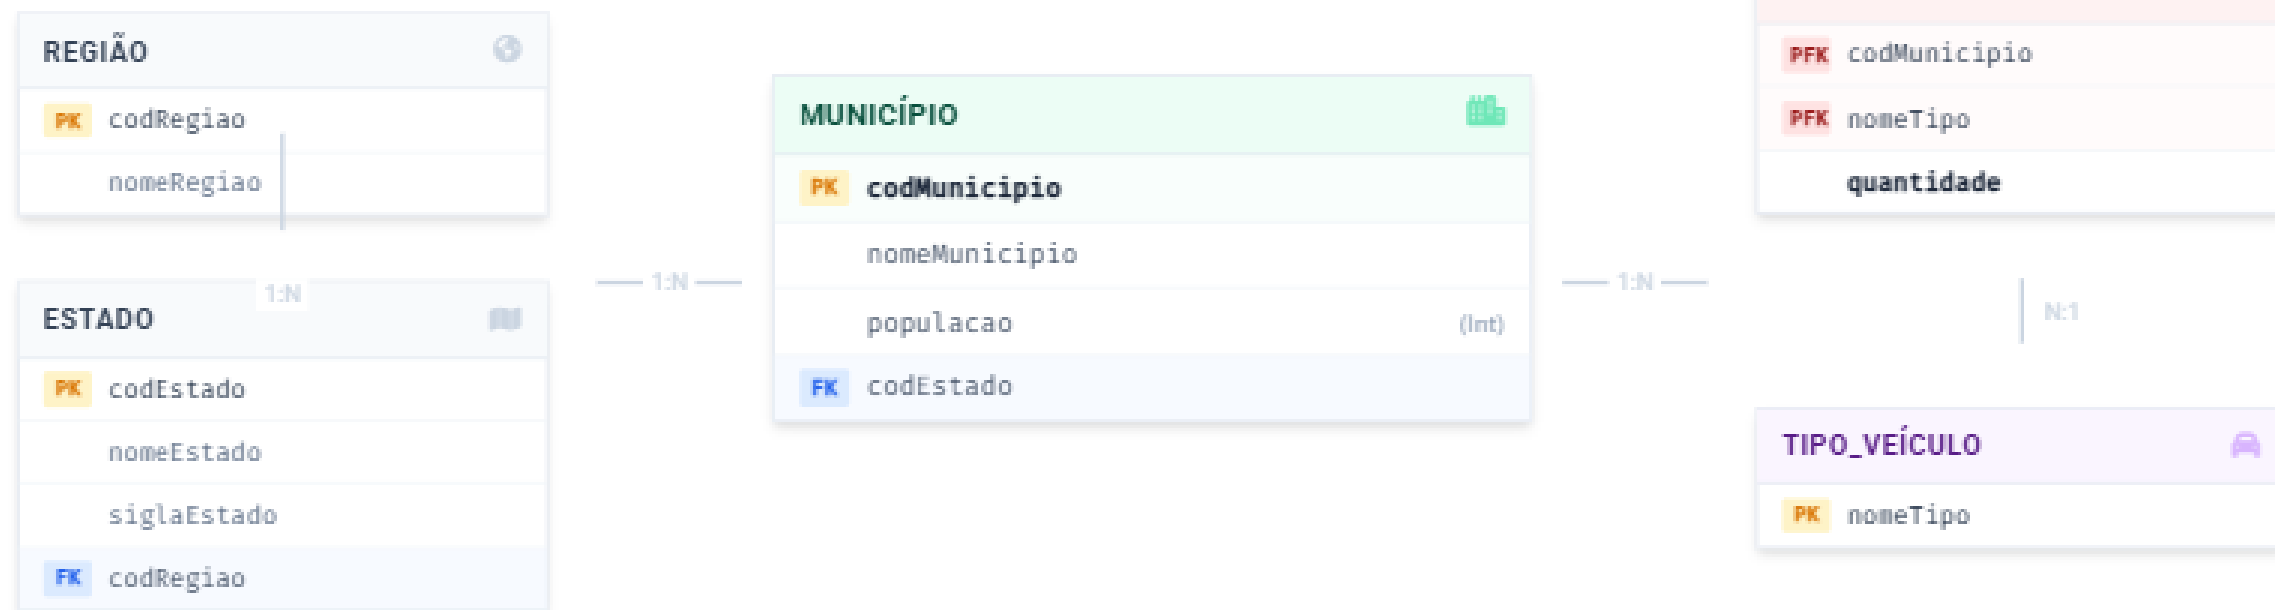 REGIÃO
PK codRegiao
nomeRegiao
1:N
ESTADO
PK codEstado
nomeEstado
siglaEstado
FK codRegiao
1:N
MUNICÍPIO
PK codMunicipio
nomeMunicipio
populacao (Int)
FK codEstado
1:N
PFK codMunicipio
PFK nomeTipo
quantidade
N:1
TIPO_VEÍCULO
PK nomeTipo